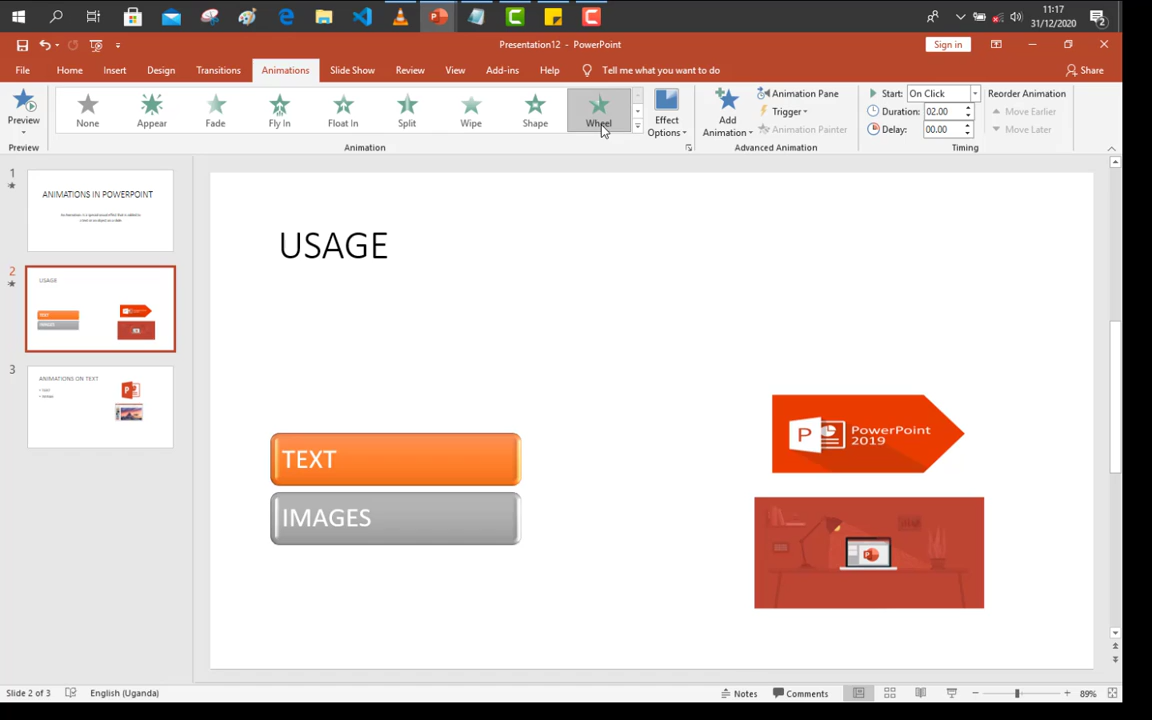 11:17
31/12/2020
2
Presentation12 - PowerPoint
Sign in
File Home Insert Design Transitions Animations Slide Show Review View Add-ins Help Tell me what you want to do Share
Preview
None Appear Fade Fly In Float In Split Wipe Shape Wheel
Effect Options
Add Animation
Animation Pane
Trigger
Animation Painter
Start: On Click
Duration: 02.00
Delay: 00.00
Reorder Animation
Move Earlier
Move Later
Preview Animation Advanced Animation Timing
1
ANIMATIONS IN POWERPOINT
2
USAGE
TEXT
IMAGES
3
ANIMATIONS ON TEXT
USAGE
TEXT
IMAGES
P PowerPoint
2019
Slide 2 of 3 English (Uganda) Notes Comments 89%